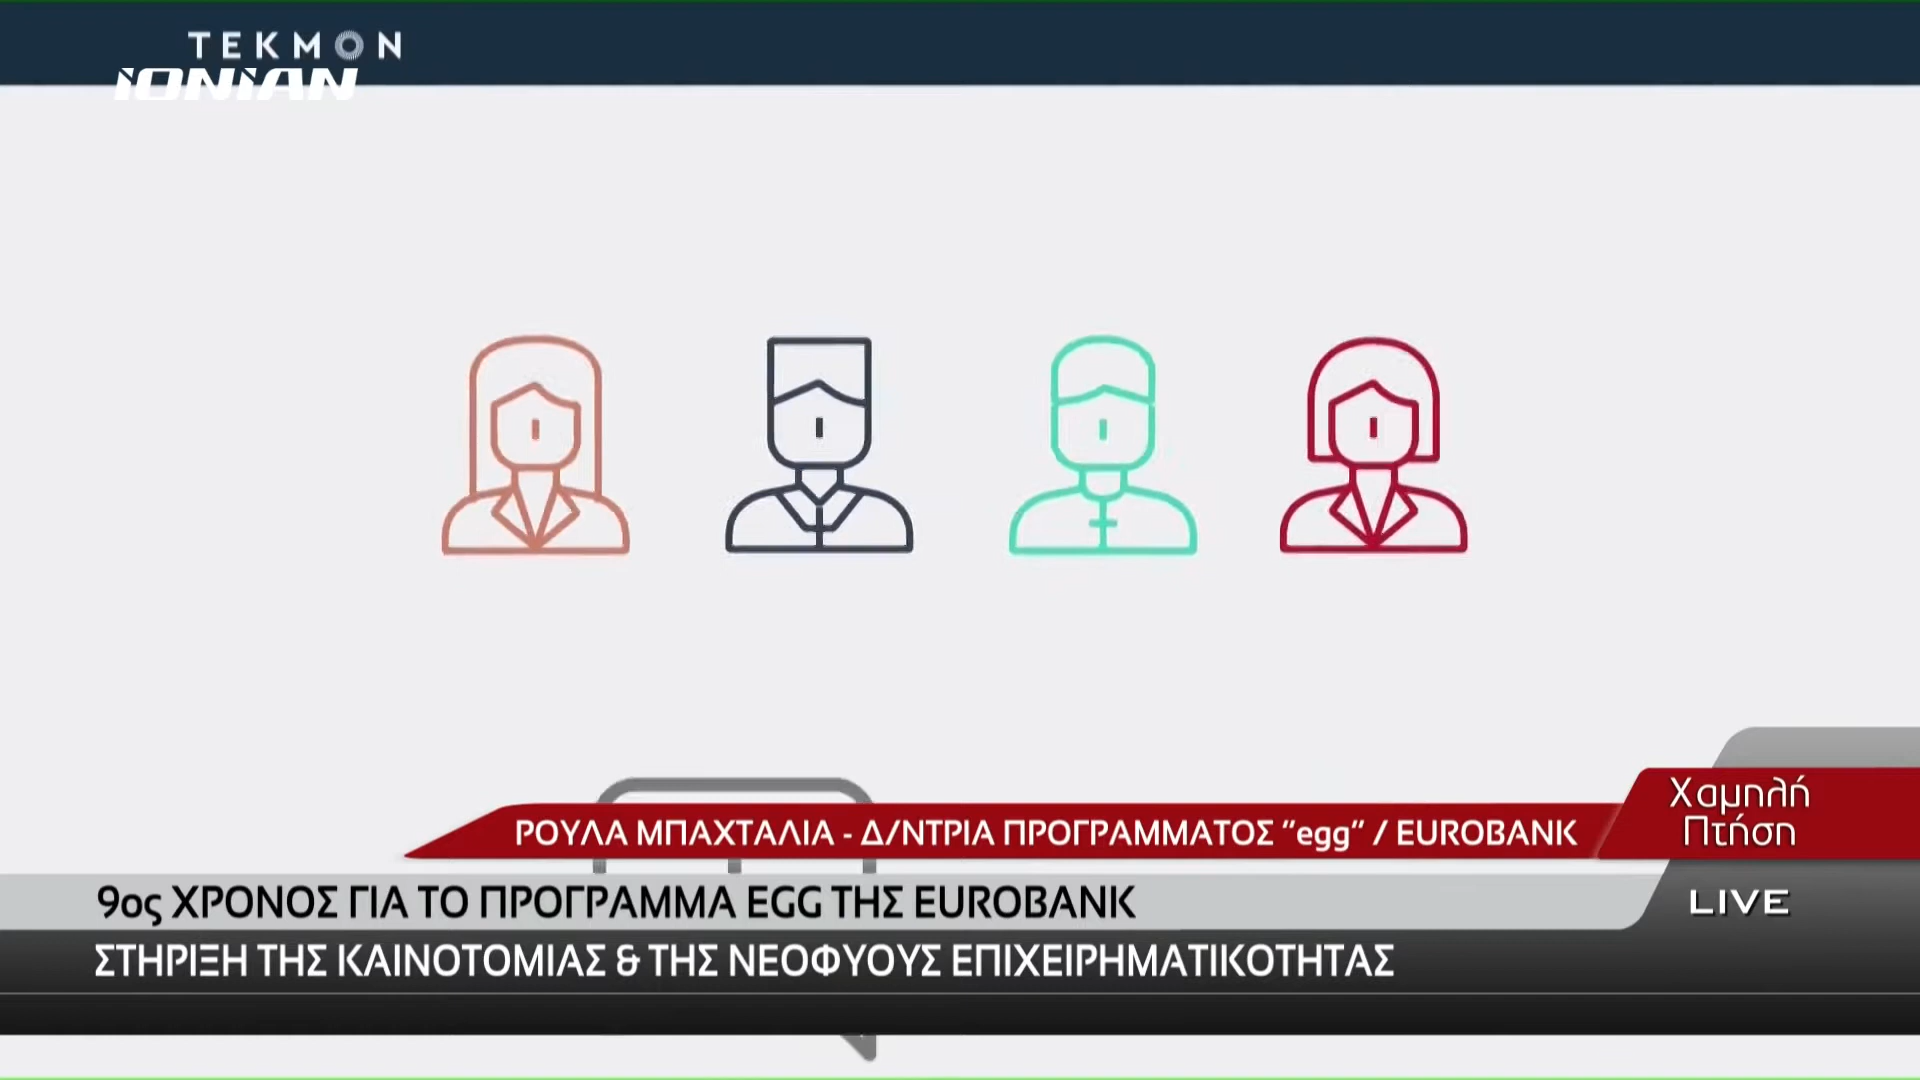 TEKMON
iONiAN
Χαμηλή
Πτήση
ΡΟΥΛΑ ΜΠΑΧΤΑΛΙΑ - Δ/ΝΤΡΙΑ ΠΡΟΓΡΑΜΜΑΤΟΣ "egg" / EUROBANK
9ος ΧΡΟΝΟΣ ΓΙΑ ΤΟ ΠΡΟΓΡΑΜΜΑ EGG ΤΗΣ EUROBANK
LIVE
ΣΤΗΡΙΞΗ ΤΗΣ ΚΑΙΝΟΤΟΜΙΑΣ & ΤΗΣ ΝΕΟΦΥΟΥΣ ΕΠΙΧΕΙΡΗΜΑΤΙΚΟΤΗΤΑΣ